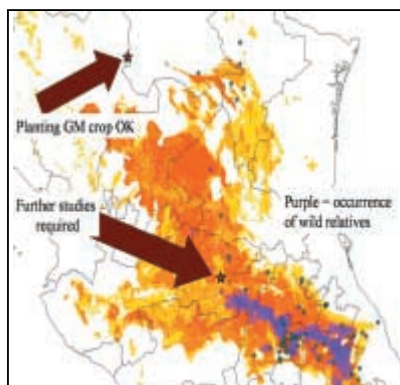 Planting GM crop OK
Further studies
required
Purple = occurrence
of wild relatives